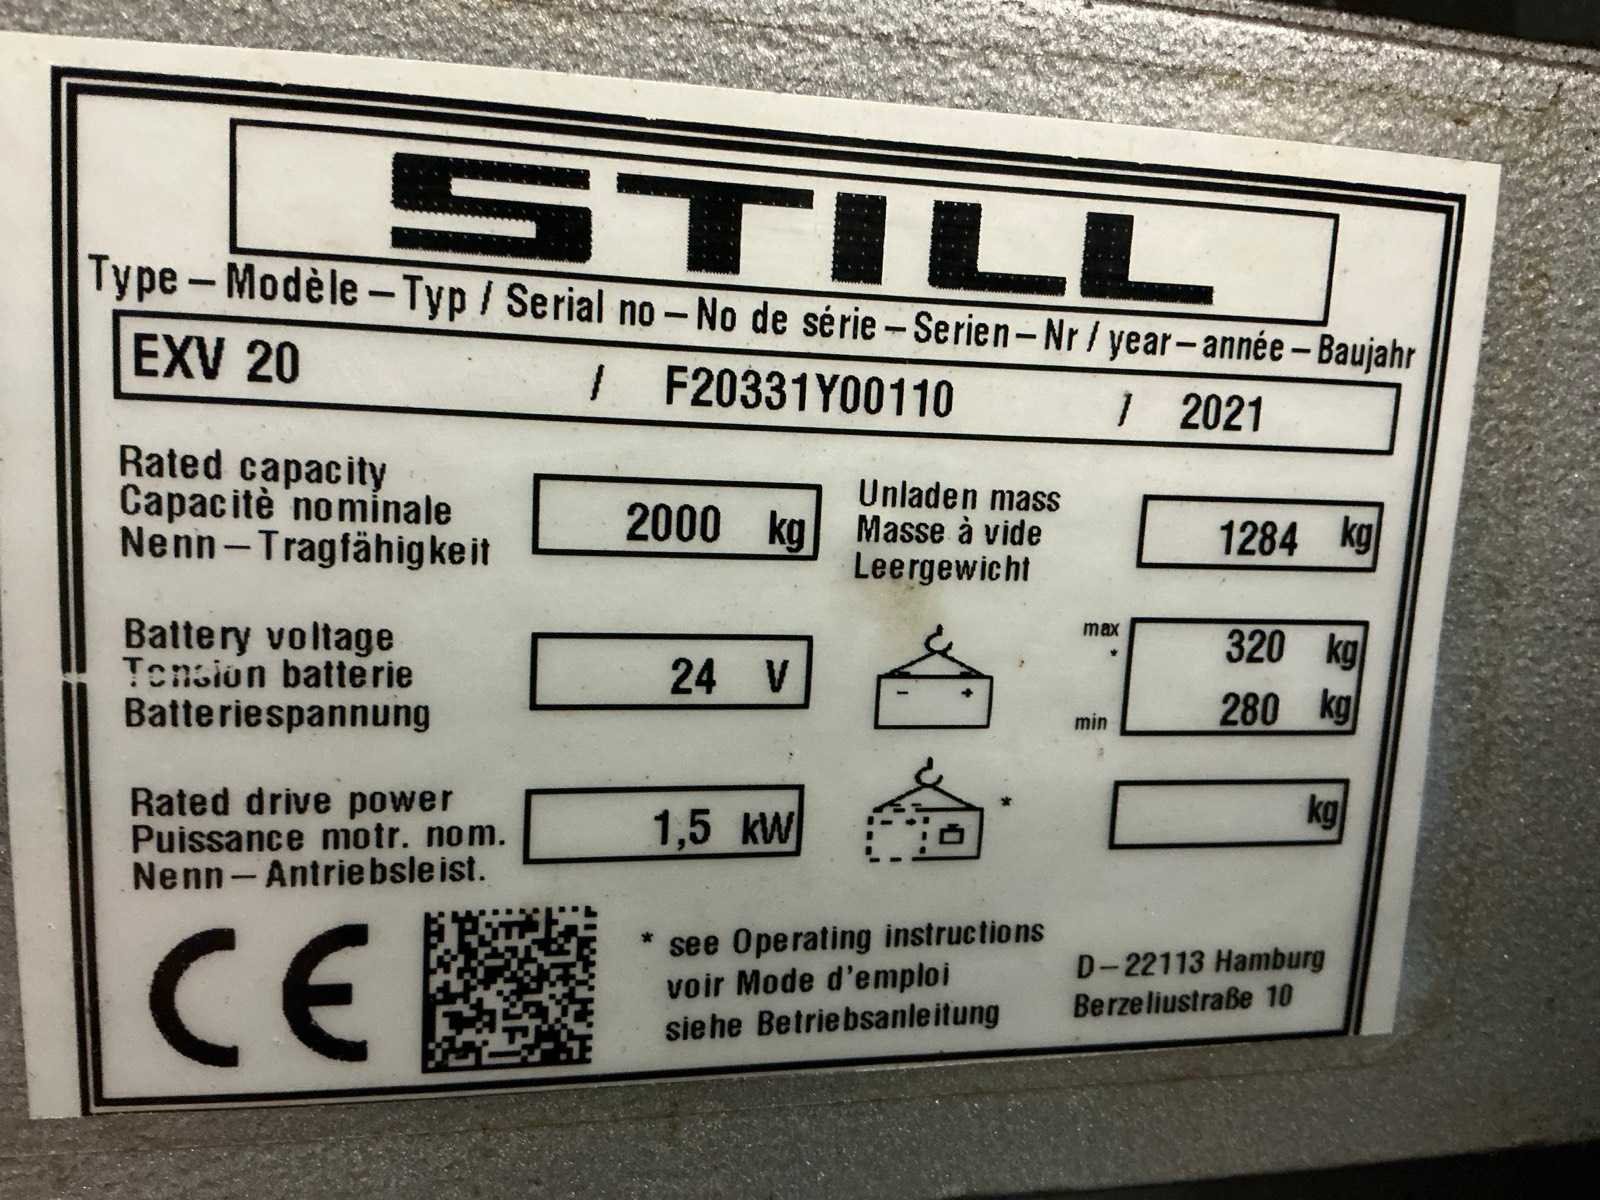 STILL
Type – Modèle – Typ / Serial no – No de série – Serien – Nr / year – année – Baujahr
EXV 20 / F20331Y00110 / 2021
Rated capacity
Capacitè nominale
Nenn – Tragfähigkeit
2000 kg
Unladen mass
Masse à vide
Leergewicht
1284 kg
Battery voltage
Tension batterie
Batteriespannung
24 V
- +
max
*
min
320 kg
280 kg
Rated drive power
Puissance motr. nom.
Nenn – Antriebsleist.
1,5 kW
- +
*
kg
CE
* see Operating instructions
voir Mode d'emploi
siehe Betriebsanleitung
D – 22113 Hamburg
Berzeliustraße 10